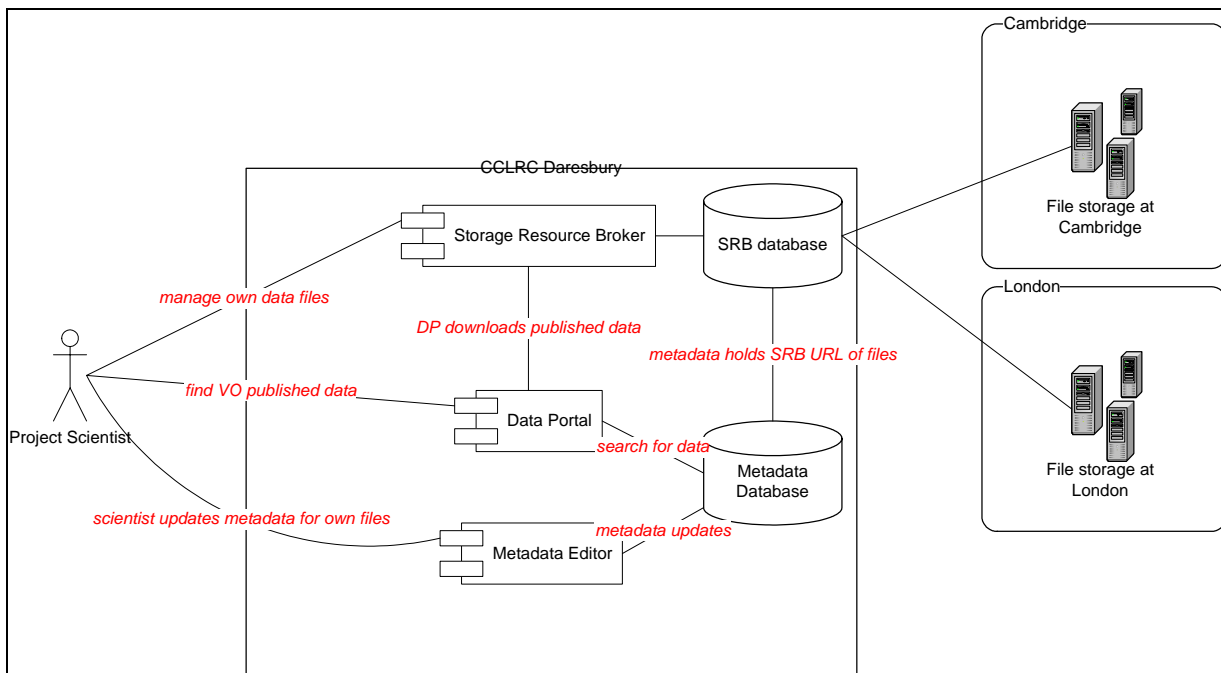 Cambridge
CCLRC Daresbury
File storage at
Cambridge
Storage Resource Broker
SRB database
London
manage own data files
DP downloads published data
metadata holds SRB URL of files
find VO published data
Data Portal
Project Scientist
search for data
Metadata
Database
File storage at
London
scientist updates metadata for own files
metadata updates
Metadata Editor